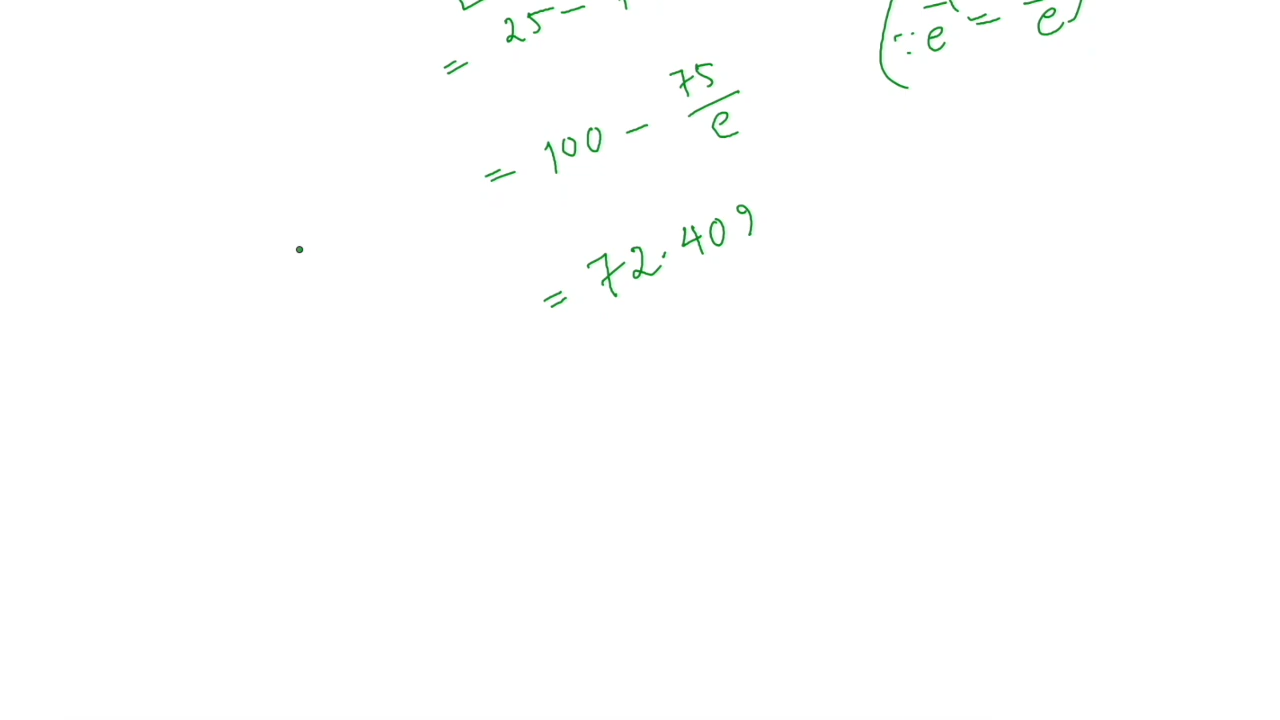 = 25 -
(∵ e = e)
= 100 - 75/e
= 72.409